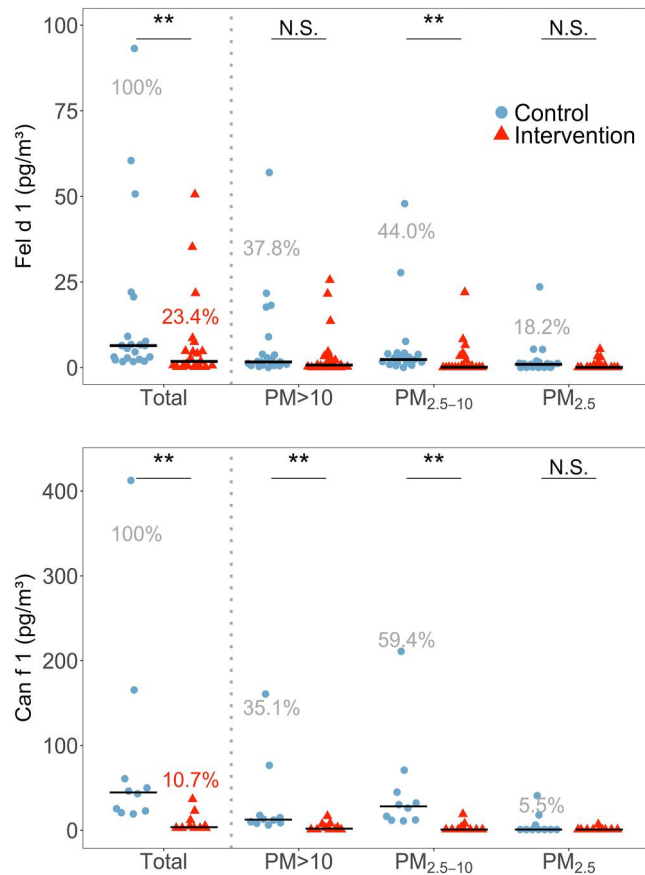 100
75
50
25
0
Fel d 1 (pg/m³)
** N.S. ** N.S.
100%
Control
Intervention
37.8% 44.0%
23.4% 18.2%
Total PM>10 PM2.5–10 PM2.5
400
300
200
100
0
Can f 1 (pg/m³)
** ** ** N.S.
100%
59.4%
35.1%
10.7%
5.5%
Total PM>10 PM2.5–10 PM2.5